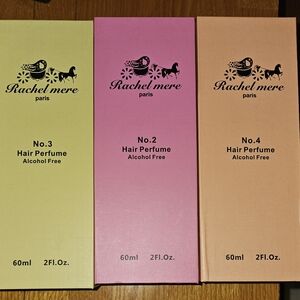 Rachel mere
paris
No.3
Hair Perfume
Alcohol Free
60ml 2Fl.Oz.
Rachel mere
paris
No.2
Hair Perfume
Alcohol Free
60ml 2Fl.Oz.
Rachel mere
paris
No.4
Hair Perfume
Alcohol Free
60ml 2Fl.Oz.